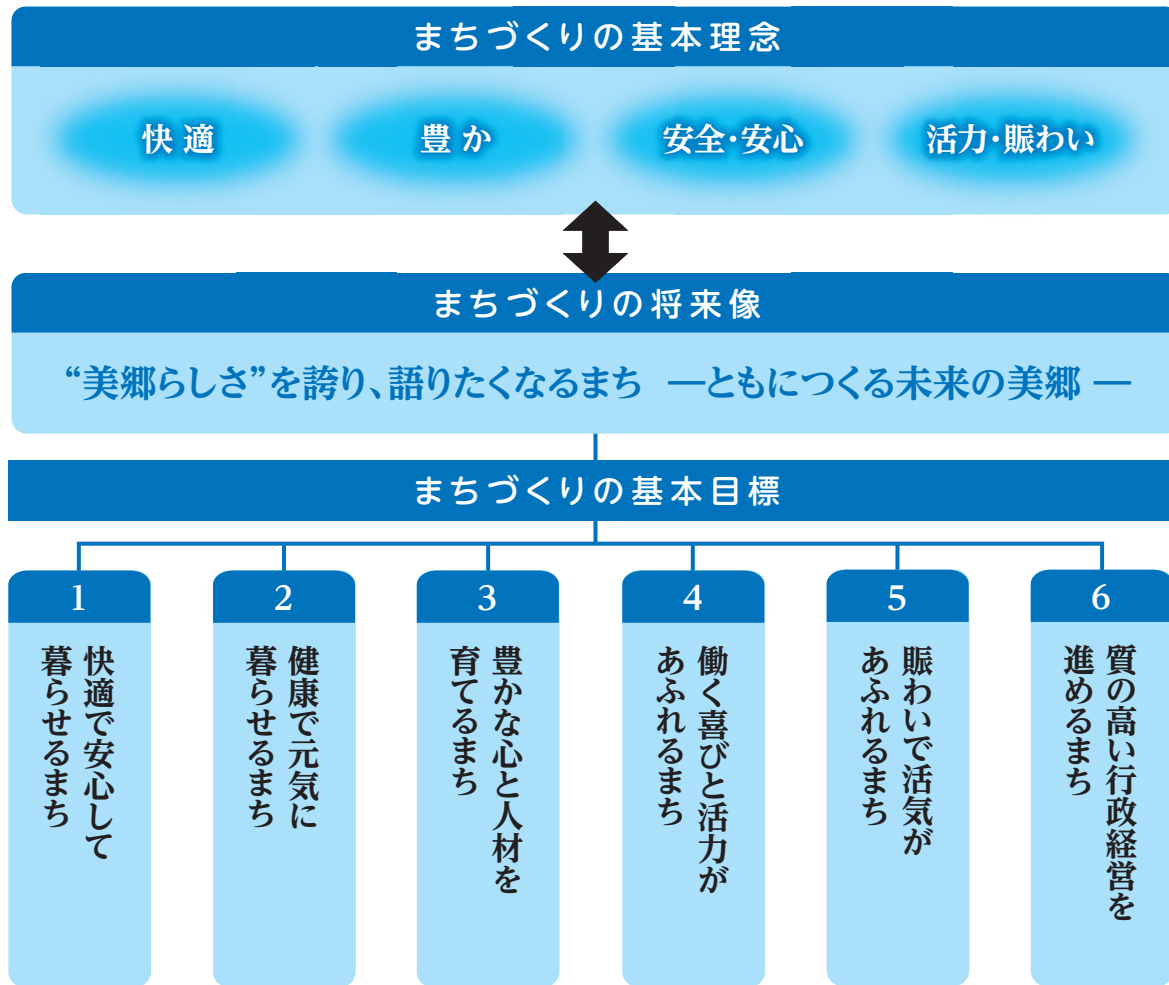 まちづくりの基本理念
快適
豊か
安全・安心
活力・賑わい
まちづくりの将来像
“美郷らしさ”を誇り、語りたくなるまち ―ともにつくる未来の美郷―
まちづくりの基本目標
1
快適で安心して
暮らせるまち
2
健康で元気に
暮らせるまち
3
豊かな心と人材を
育てるまち
4
働く喜びと活力が
あふれるまち
5
賑わいで活気が
あふれるまち
6
質の高い行政経営を
進めるまち